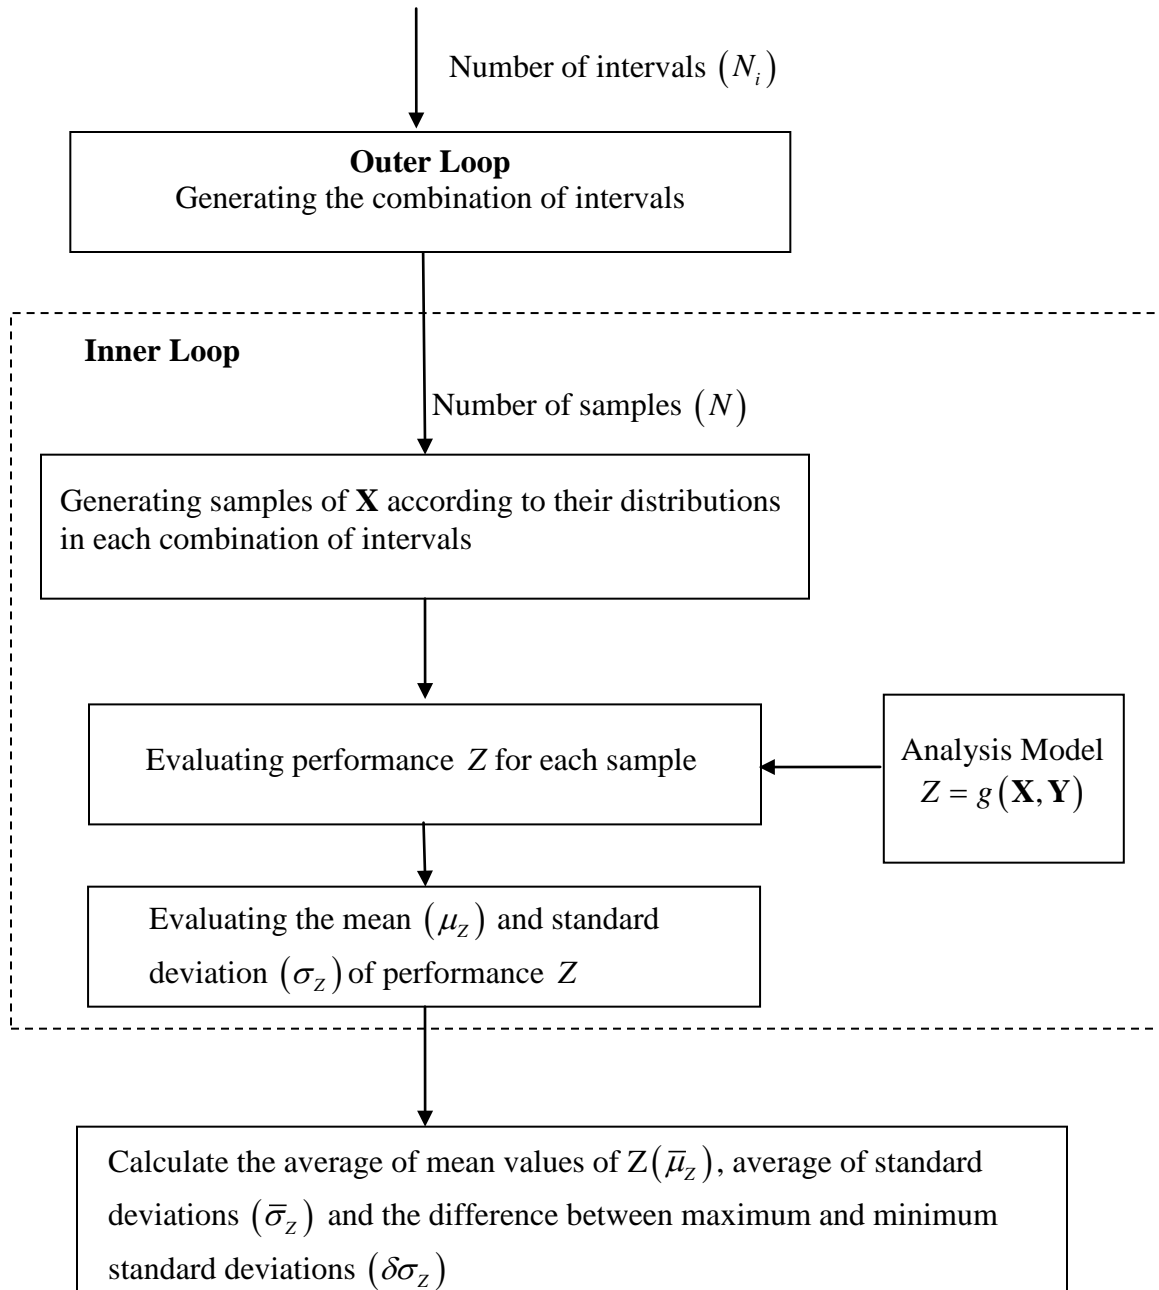 Number of intervals (Nᵢ)
Outer Loop
Generating the combination of intervals
Inner Loop
Number of samples (N)
Generating samples of X according to their distributions
in each combination of intervals
Evaluating performance Z for each sample
Analysis Model
Z = g(X, Y)
Evaluating the mean (μ_Z) and standard
deviation (σ_Z) of performance Z
Calculate the average of mean values of Z(μ̅_Z), average of standard
deviations (σ̅_Z) and the difference between maximum and minimum
standard deviations (δσ_Z)